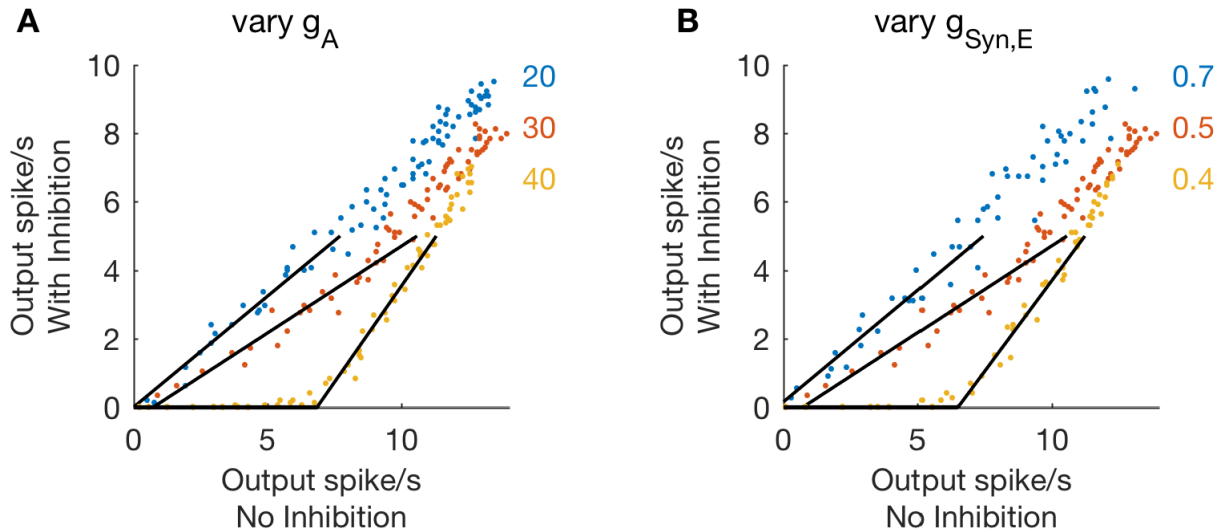 A
vary g_A
10
8
6
4
2
0
Output spike/s
With Inhibition
20
30
40
0
5
10
Output spike/s
No Inhibition
B
vary g_Syn,E
10
8
6
4
2
0
Output spike/s
With Inhibition
0.7
0.5
0.4
0
5
10
Output spike/s
No Inhibition